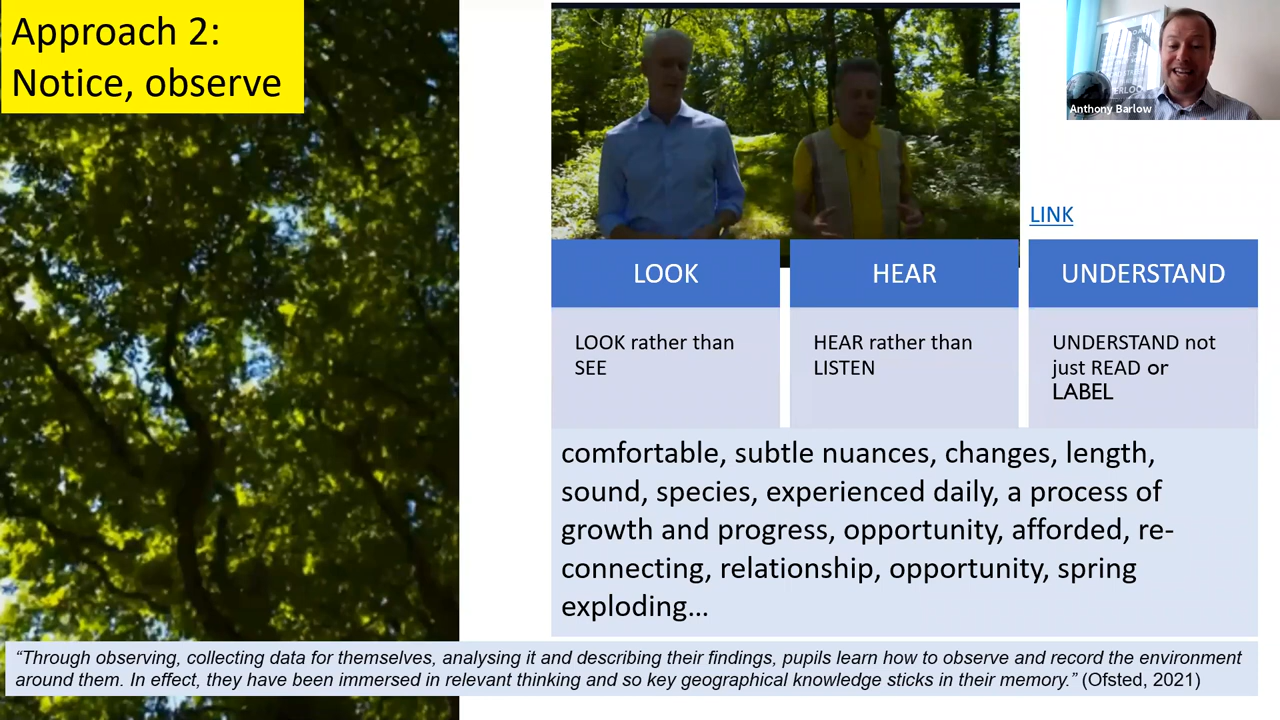 Approach 2:
Notice, observe
Anthony Barlow
LINK
LOOK
HEAR
UNDERSTAND
LOOK rather than
SEE
HEAR rather than
LISTEN
UNDERSTAND not
just READ or
LABEL
comfortable, subtle nuances, changes, length,
sound, species, experienced daily, a process of
growth and progress, opportunity, afforded, re-
connecting, relationship, opportunity, spring
exploding…
“Through observing, collecting data for themselves, analysing it and describing their findings, pupils learn how to observe and record the environment
around them. In effect, they have been immersed in relevant thinking and so key geographical knowledge sticks in their memory.” (Ofsted, 2021)